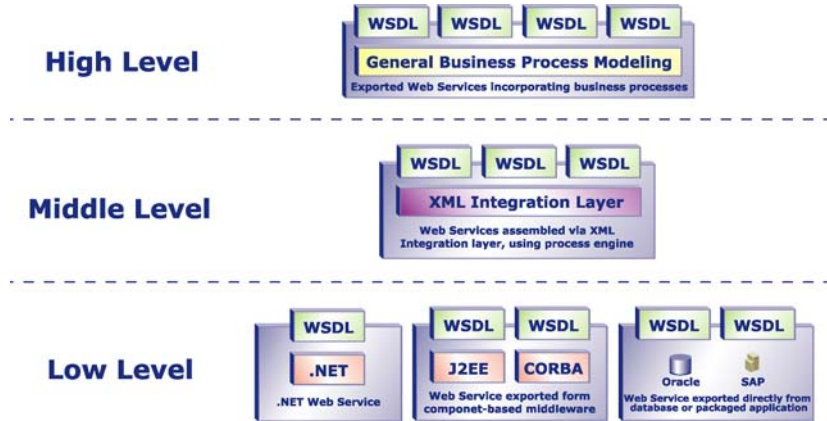 WSDL WSDL WSDL WSDL
High Level
General Business Process Modeling
Exported Web Services incorporating business processes
WSDL WSDL WSDL
Middle Level
XML Integration Layer
Web Services assembled via XML
Integration layer, using process engine
Low Level
WSDL
.NET
.NET Web Service
WSDL WSDL
J2EE CORBA
Web Service exported form
componet-based middleware
WSDL WSDL
Oracle SAP
Web Service exported directly from
database or packaged application